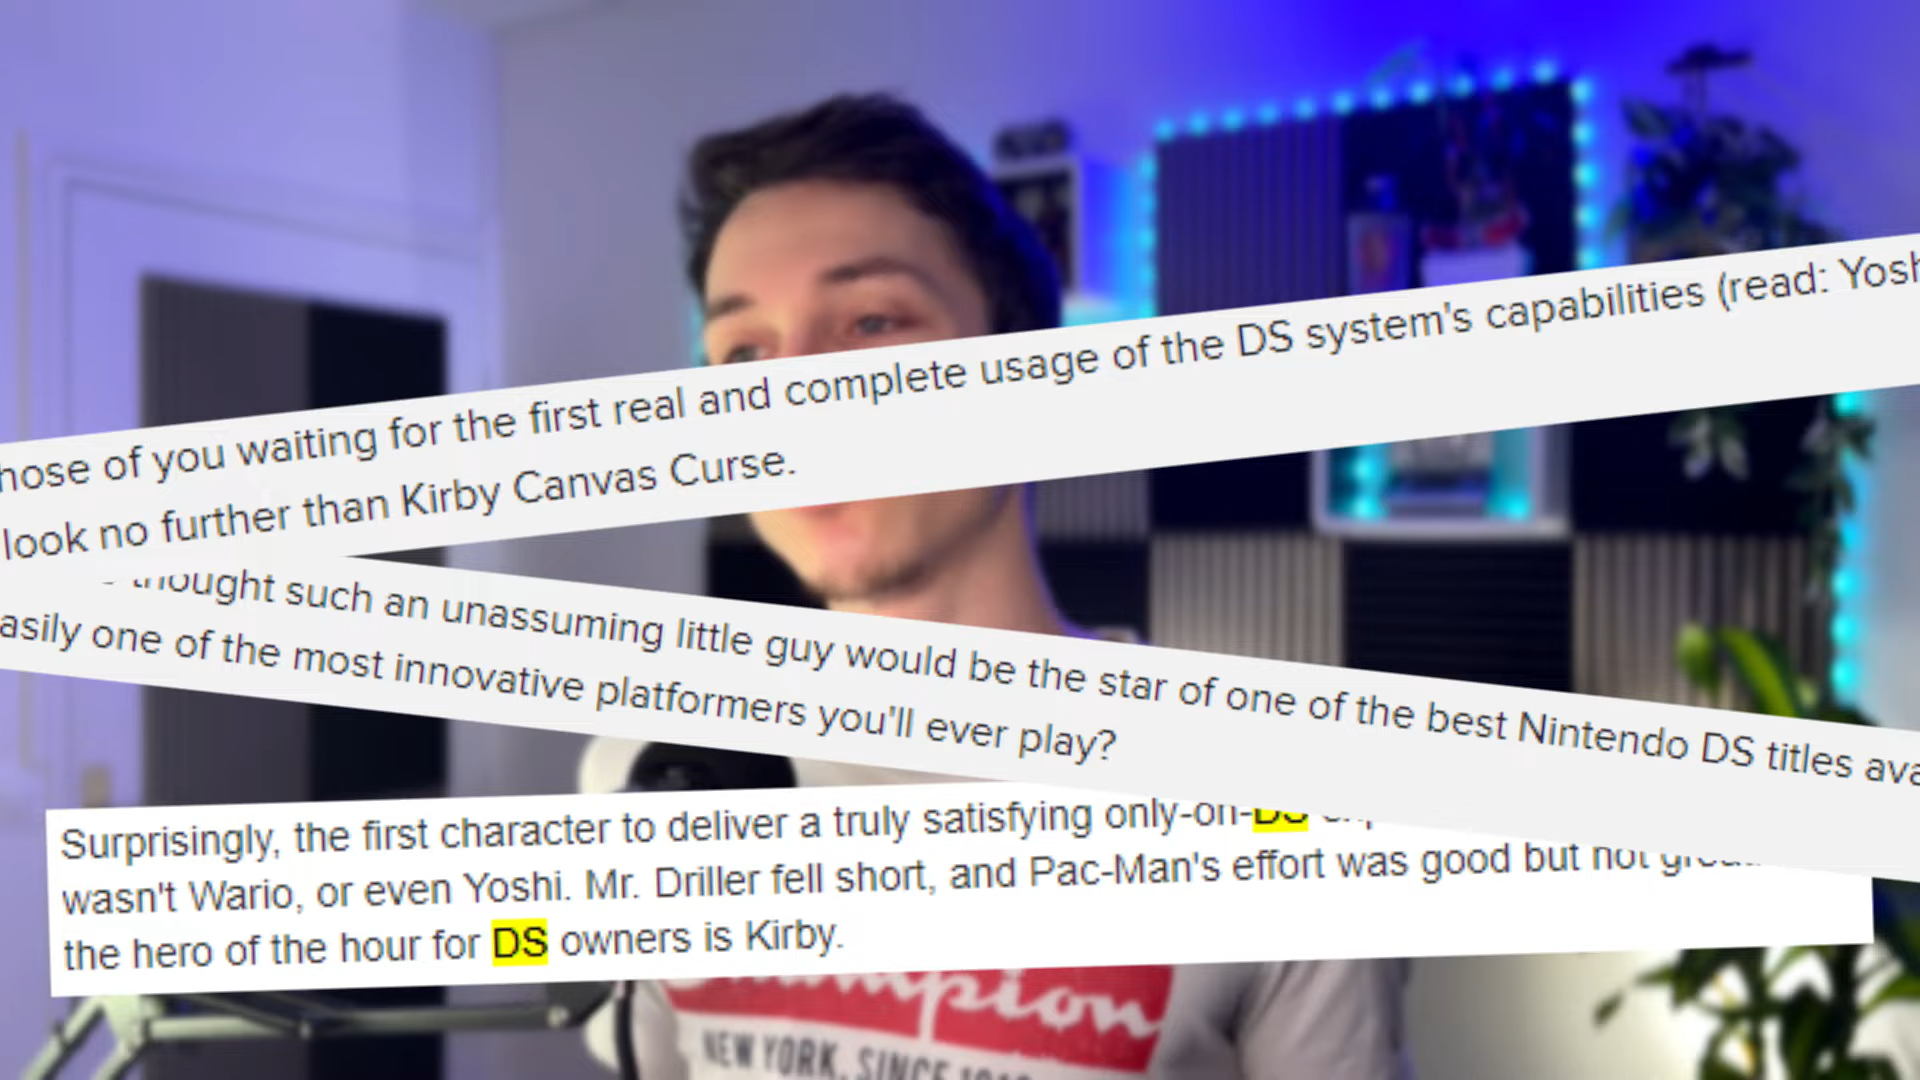 hose of you waiting for the first real and complete usage of the DS system's capabilities (read: Yosh
look no further than Kirby Canvas Curse.
thought such an unassuming little guy would be the star of one of the best Nintendo DS titles ava
asily one of the most innovative platformers you'll ever play?
Surprisingly, the first character to deliver a truly satisfying only-on-DS
wasn't Wario, or even Yoshi. Mr. Driller fell short, and Pac-Man's effort was good but not great.
the hero of the hour for DS owners is Kirby.
Champion
NEW YORK, SINCE 1919